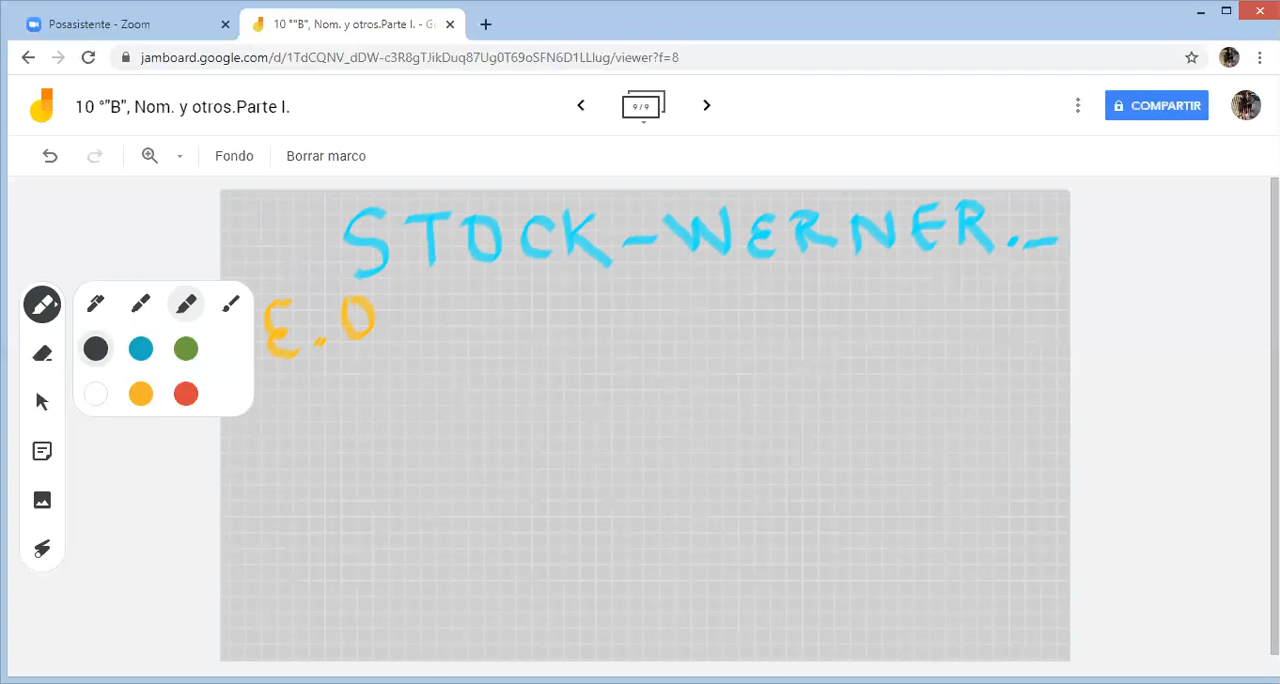 Posasistente - Zoom
10 °"B", Nom. y otros.Parte I. - Go
jamboard.google.com/d/1TdCQNV_dDW-c3R8gTJikDuq87Ug0T69oSFN6D1LLlug/viewer?f=8
10 °"B", Nom. y otros.Parte I.
9 / 9
COMPARTIR
Fondo
Borrar marco
STOCK-WERNER.-
E.O